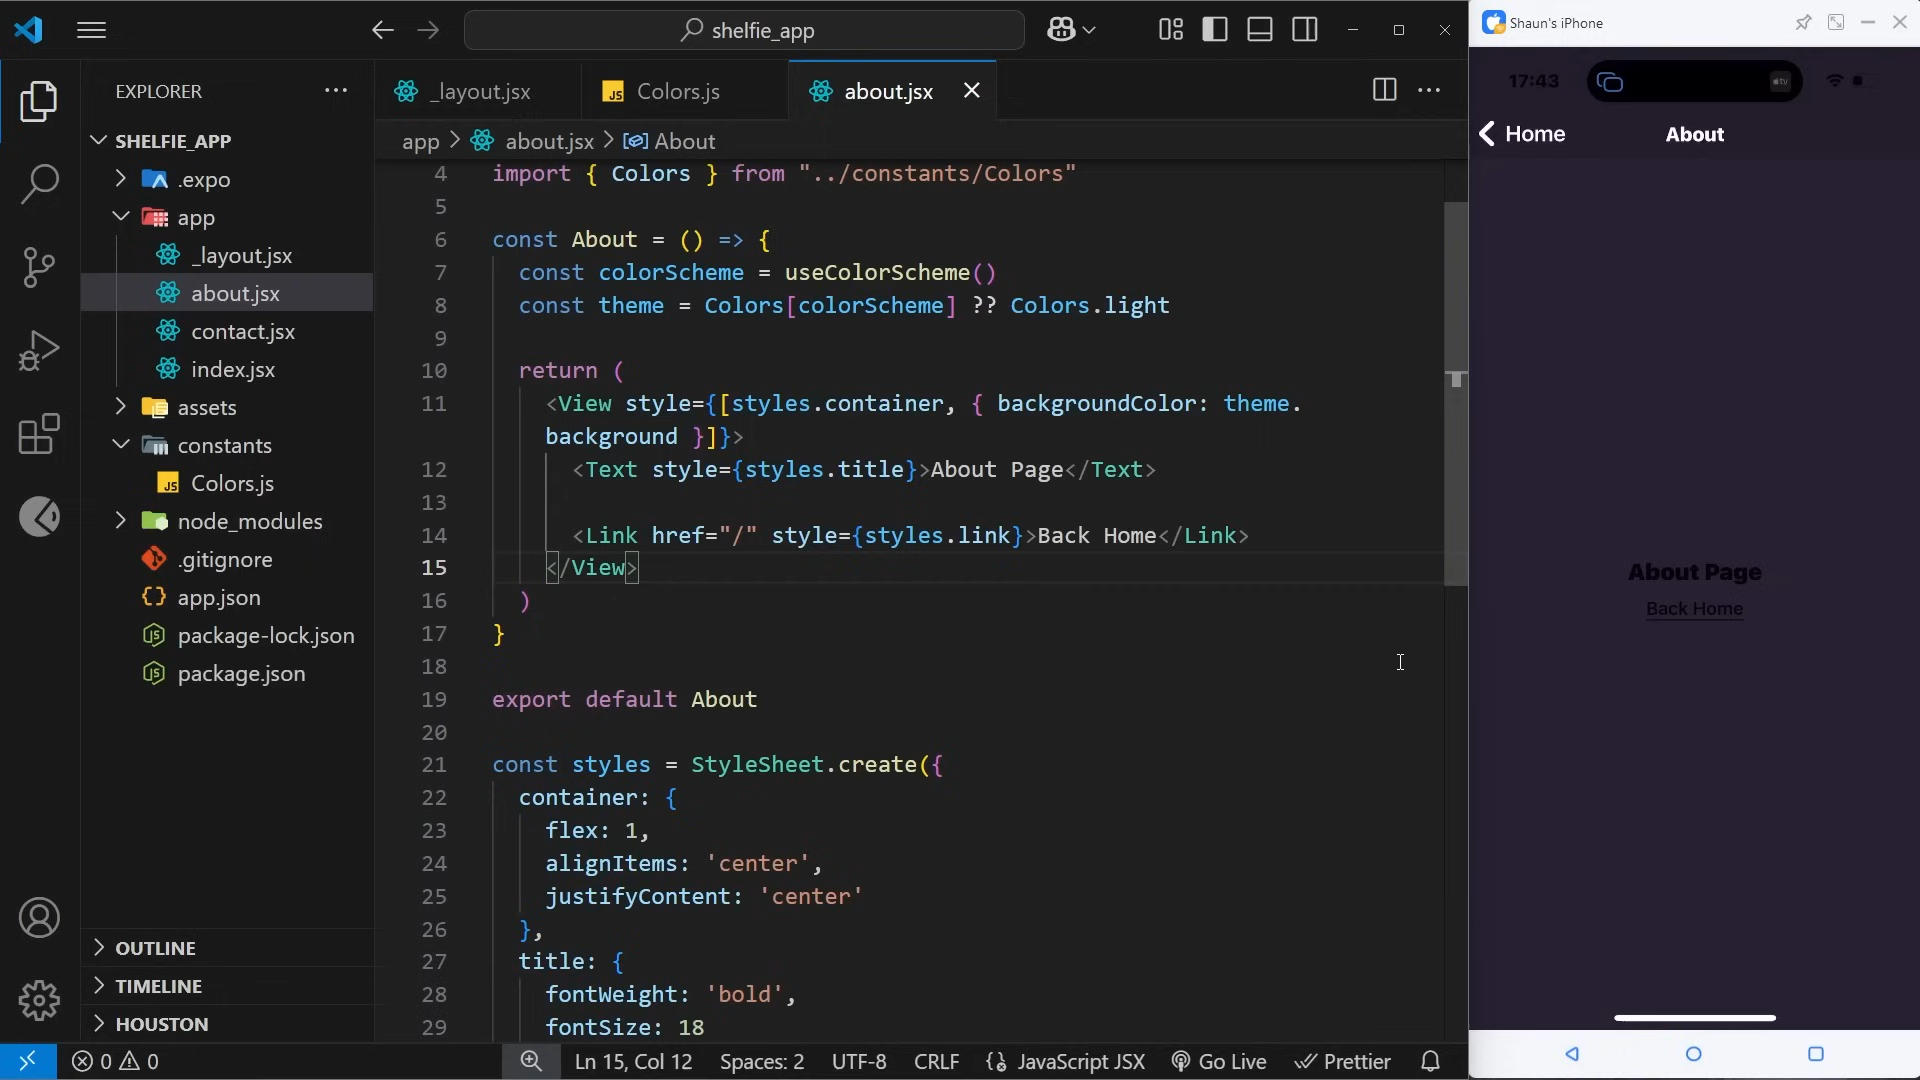 shelfie_app
Shaun's iPhone
EXPLORER
SHELFIE_APP
.expo
app
_layout.jsx
about.jsx
contact.jsx
index.jsx
assets
constants
JS Colors.js
node_modules
.gitignore
app.json
package-lock.json
package.json
OUTLINE
TIMELINE
HOUSTON
_layout.jsx
JS Colors.js
about.jsx
app > about.jsx > About
4 import { Colors } from "../constants/Colors"
5
6 const About = () => {
7 const colorScheme = useColorScheme()
8 const theme = Colors[colorScheme] ?? Colors.light
9
10 return (
11 <View style={[styles.container, { backgroundColor: theme.
background }]}>
12 <Text style={styles.title}>About Page</Text>
13
14 <Link href="/" style={styles.link}>Back Home</Link>
15 </View>
16 )
17 }
18
19 export default About
20
21 const styles = StyleSheet.create({
22 container: {
23 flex: 1,
24 alignItems: 'center',
25 justifyContent: 'center'
26 },
27 title: {
28 fontWeight: 'bold',
29 fontSize: 18
0 0
Ln 15, Col 12 Spaces: 2 UTF-8 CRLF {} JavaScript JSX Go Live Prettier
17:43
tv
Home
About
About Page
Back Home